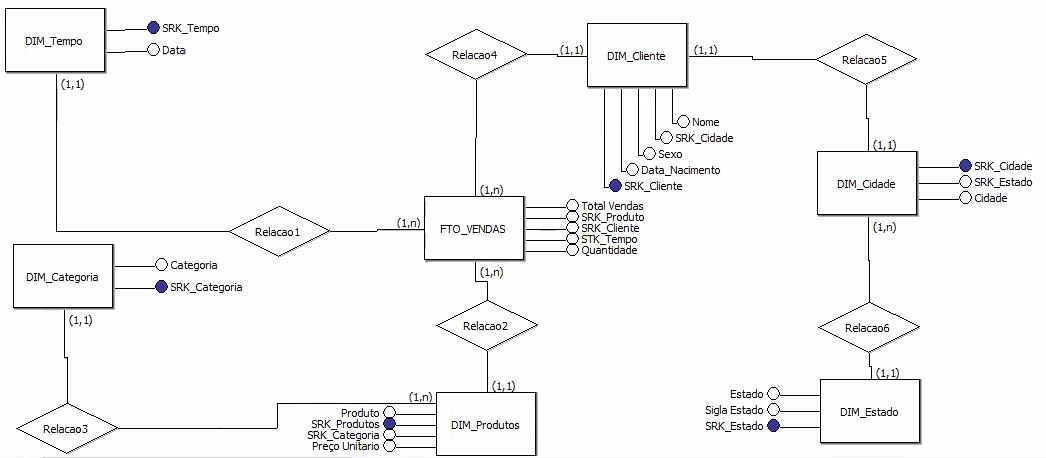 DIM_Tempo
SRK_Tempo
Data
(1,1)
Relacao4
(1,1)
DIM_Cliente
(1,1)
Relacao5
Nome
SRK_Cidade
Sexo
Data_Nacimento
SRK_Cliente
(1,1)
DIM_Cidade
SRK_Cidade
SRK_Estado
Cidade
(1,n)
(1,n)
Relacao1
(1,n)
FTO_VENDAS
Total Vendas
SRK_Produto
SRK_Cliente
STK_Tempo
Quantidade
(1,n)
DIM_Categoria
Categoria
SRK_Categoria
(1,1)
Relacao2
Relacao6
(1,1)
(1,1)
Relacao3
(1,n)
Produto
SRK_Produtos
SRK_Categoria
Preço Unitario
DIM_Produtos
Estado
Sigla Estado
SRK_Estado
DIM_Estado